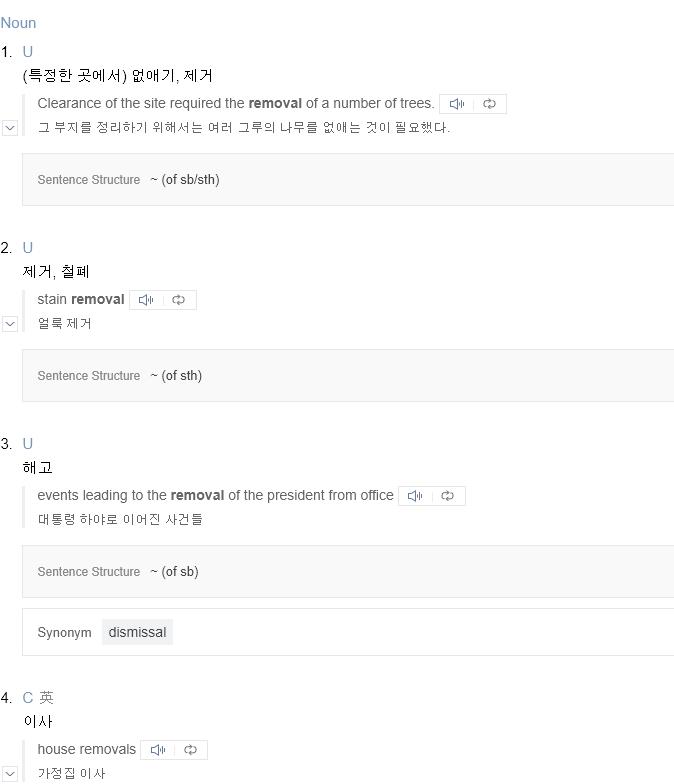 Noun
1. U
(특정한 곳에서) 없애기, 제거
Clearance of the site required the removal of a number of trees.
그 부지를 정리하기 위해서는 여러 그루의 나무를 없애는 것이 필요했다.
Sentence Structure ~ (of sb/sth)
2. U
제거, 철폐
stain removal
얼룩 제거
Sentence Structure ~ (of sth)
3. U
해고
events leading to the removal of the president from office
대통령 하야로 이어진 사건들
Sentence Structure ~ (of sb)
Synonym dismissal
4. C 英
이사
house removals
가정집 이사